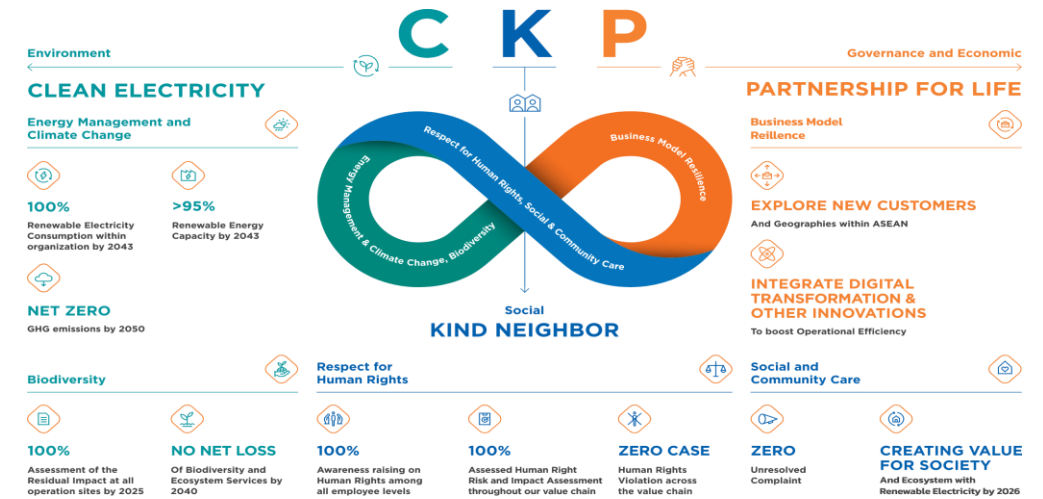 C K P
Environment
CLEAN ELECTRICITY
Energy Management and
Climate Change
100%
Renewable Electricity
Consumption within
organization by 2043
>95%
Renewable Energy
Capacity by 2043
NET ZERO
GHG emissions by 2050
Energy Management & Climate Change, Biodiversity
Respect for Human Rights, Social & Community Care
Business Model Resilience
Social
KIND NEIGHBOR
Governance and Economic
PARTNERSHIP FOR LIFE
Business Model
Reillence
EXPLORE NEW CUSTOMERS
And Geographies within ASEAN
INTEGRATE DIGITAL
TRANSFORMATION &
OTHER INNOVATIONS
To boost Operational Efficiency
Biodiversity
100%
Assessment of the
Residual Impact at all
operation sites by 2025
NO NET LOSS
Of Biodiversity and
Ecosystem Services by
2040
Respect for
Human Rights
100%
Awareness raising on
Human Rights among
all employee levels
100%
Assessed Human Right
Risk and Impact Assessment
throughout our value chain
ZERO CASE
Human Rights
Violation across
the value chain
Social and
Community Care
ZERO
Unresolved
Complaint
CREATING VALUE
FOR SOCIETY
And Ecosystem with
Renewable Electricity by 2026